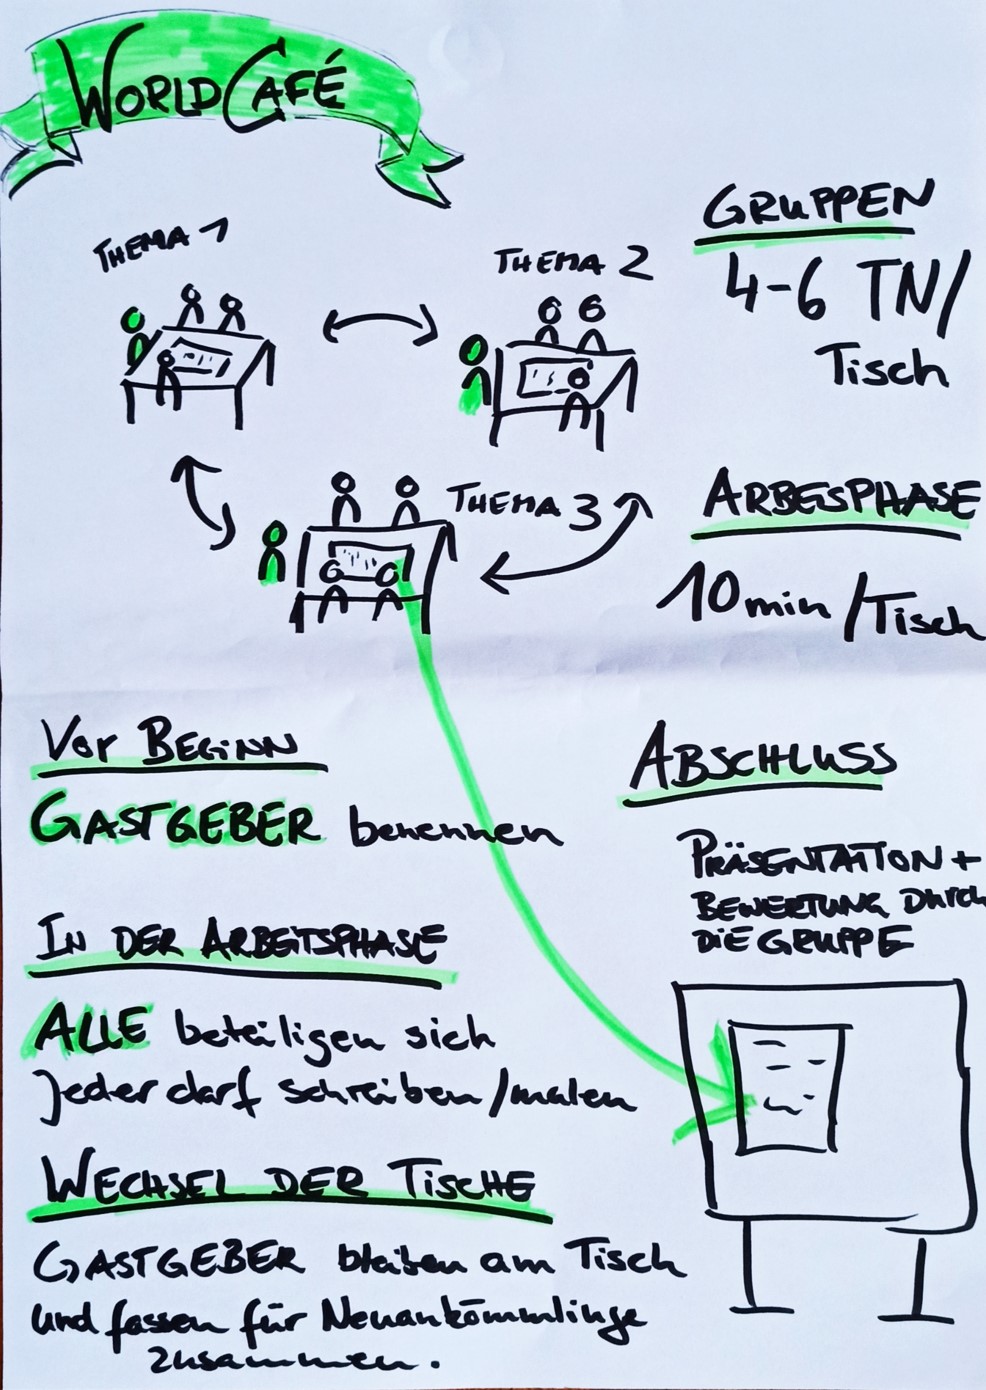 WORLD CAFÉ
THEMA 1
THEMA 2
THEMA 3
GRUPPEN
4-6 TN/
Tisch
ARBEISPHASE
10 min / Tisch
Vor BEGINN
GASTGEBER benennen
IN DER ARBEITSPHASE
ALLE beteiligen sich
Jeder darf schreiben/malen
WECHSEL DER TISCHE
GASTGEBER bleiben am Tisch
und fassen für Neuankömmlinge
zusammen.
ABSCHLUSS
PRÄSENTATION +
BEWERTUNG Durch
DIE GRUPPE